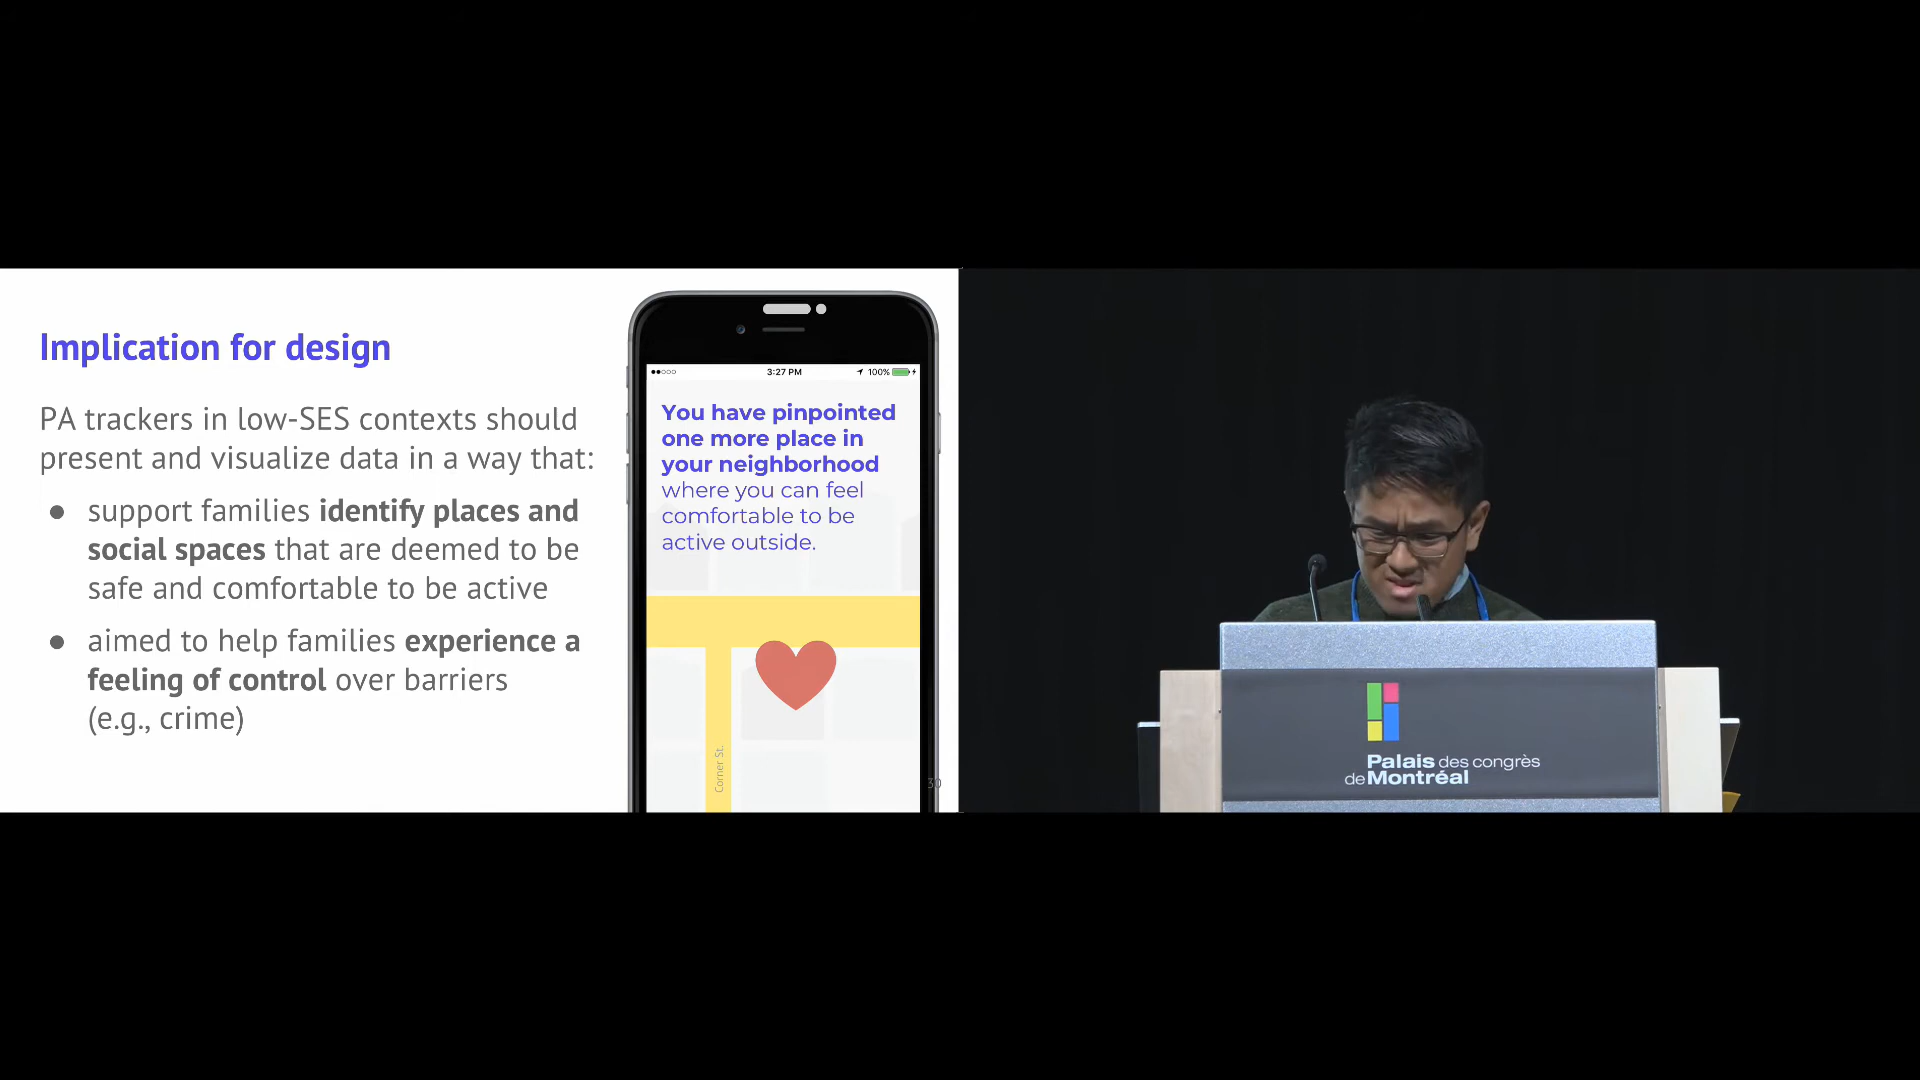 Implication for design
PA trackers in low-SES contexts should
present and visualize data in a way that:
● support families identify places and
social spaces that are deemed to be
safe and comfortable to be active
● aimed to help families experience a
feeling of control over barriers
(e.g., crime)
3:27 PM
100%
You have pinpointed
one more place in
your neighborhood
where you can feel
comfortable to be
active outside.
Corner St.
30
Palais des congrès
de Montréal